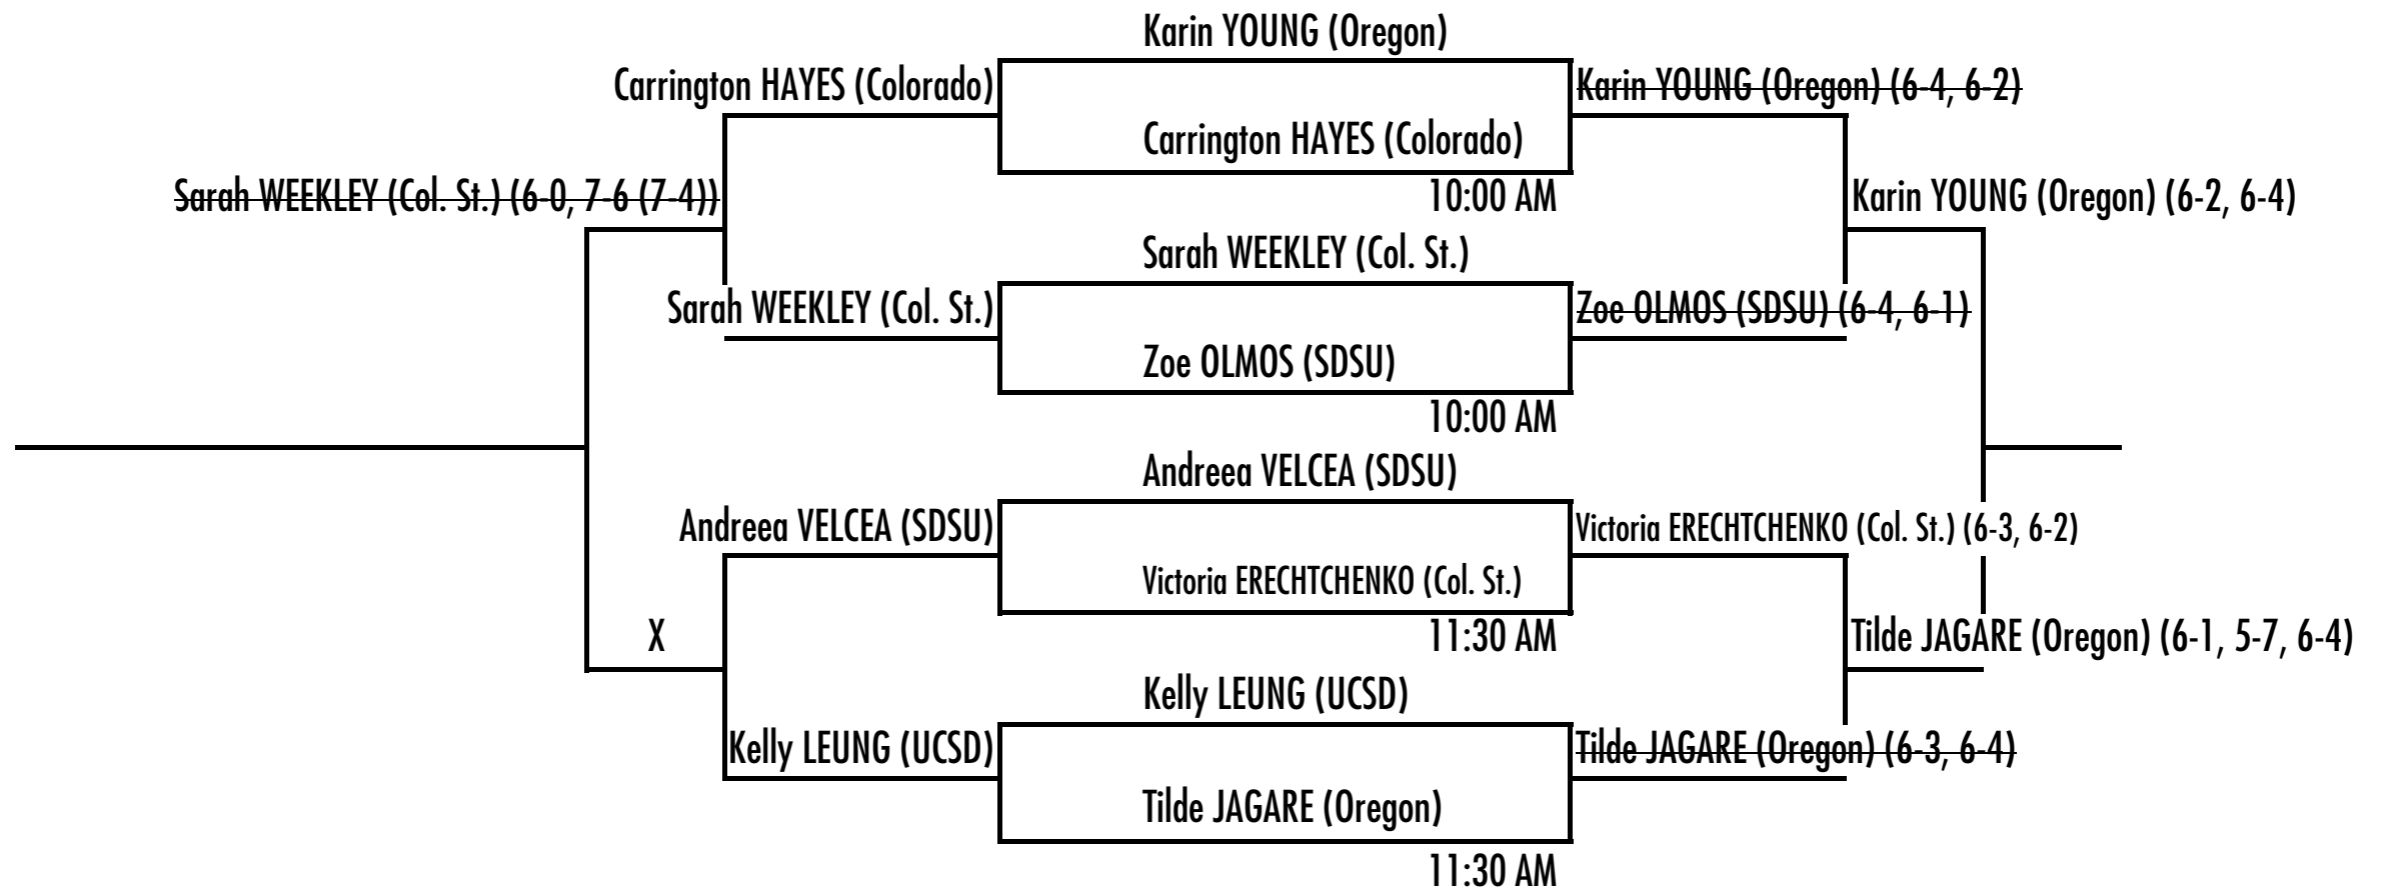 Karin YOUNG (Oregon)
Carrington HAYES (Colorado)
Karin YOUNG (Oregon) (6-4, 6-2)
Carrington HAYES (Colorado)
Sarah WEEKLEY (Col. St.) (6-0, 7-6 (7-4))
10:00 AM
Karin YOUNG (Oregon) (6-2, 6-4)
Sarah WEEKLEY (Col. St.)
Sarah WEEKLEY (Col. St.)
Zoe OLMOS (SDSU) (6-4, 6-1)
Zoe OLMOS (SDSU)
10:00 AM
Andreea VELCEA (SDSU)
Andreea VELCEA (SDSU)
Victoria ERECHTCHENKO (Col. St.) (6-3, 6-2)
Victoria ERECHTCHENKO (Col. St.)
X
11:30 AM
Tilde JAGARE (Oregon) (6-1, 5-7, 6-4)
Kelly LEUNG (UCSD)
Kelly LEUNG (UCSD)
Tilde JAGARE (Oregon) (6-3, 6-4)
Tilde JAGARE (Oregon)
11:30 AM